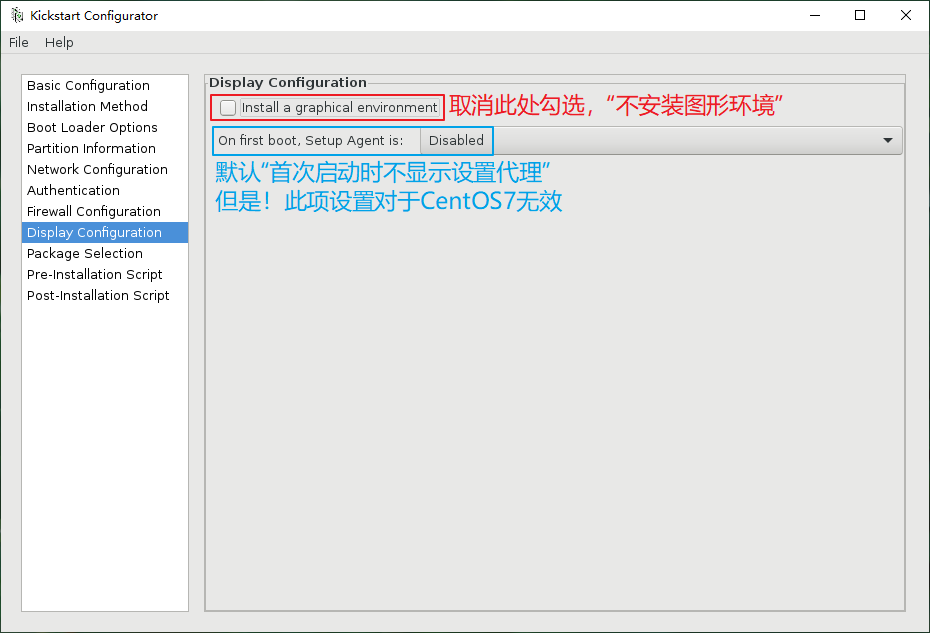 Kickstart Configurator
File Help
Basic Configuration
Installation Method
Boot Loader Options
Partition Information
Network Configuration
Authentication
Firewall Configuration
Display Configuration
Package Selection
Pre-Installation Script
Post-Installation Script
Display Configuration
Install a graphical environment 取消此处勾选，“不安装图形环境”
On first boot, Setup Agent is: Disabled
默认“首次启动时不显示设置代理”
但是！此项设置对于CentOS7无效